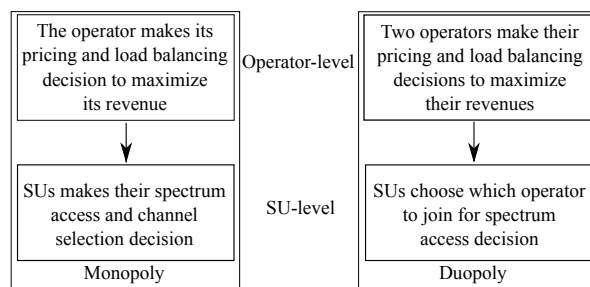 The operator makes its
pricing and load balancing
decision to maximize
its revenue
Operator-level
Two operators make their
pricing and load balancing
decisions to maximize
their revenues
SUs makes their spectrum
access and channel
selection decision
SU-level
SUs choose which operator
to join for spectrum
access decision
Monopoly
Duopoly